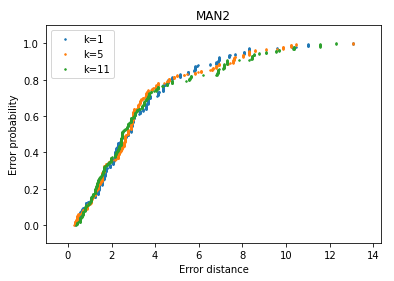 MAN2
k=1
k=5
k=11
Error probability
1.0
0.8
0.6
0.4
0.2
0.0
0 2 4 6 8 10 12 14
Error distance